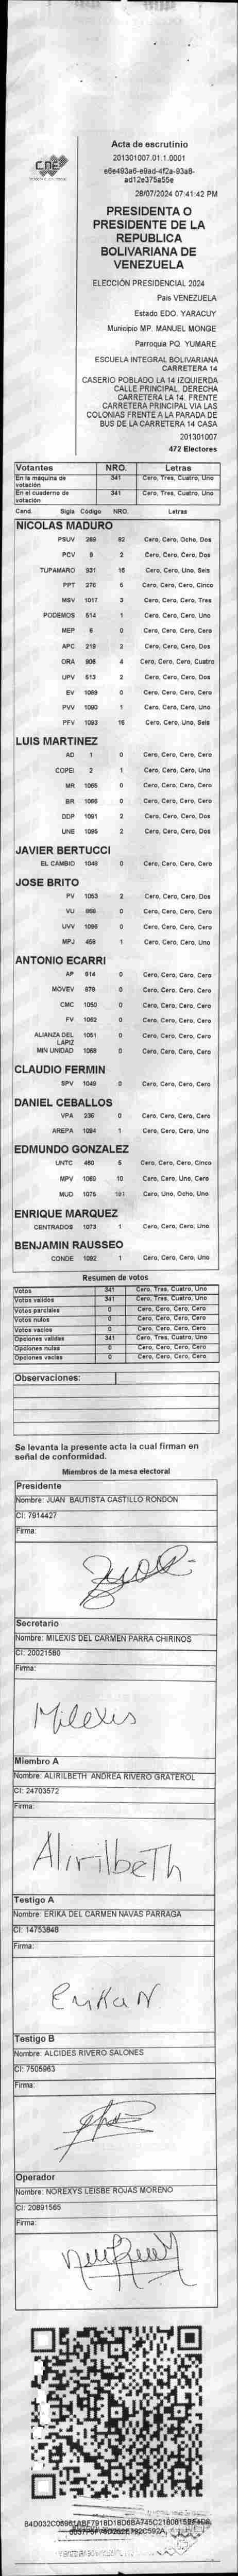 CNE
Acta de escrutinio
201301007.01.1.0001
28/07/2024 07:41:42 PM
PRESIDENTA O
PRESIDENTE DE LA
REPUBLICA
BOLIVARIANA DE
VENEZUELA
ELECCIÓN PRESIDENCIAL 2024
Pais VENEZUELA
Estado EDO. YARACUY
Municipio MP. MANUEL MONGE
Parroquia PQ. YUMARE
ESCUELA INTEGRAL BOLIVARIANA
CARRETERA 14
CASERIO POBLADO LA 14 IZQUIERDA
CALLE PRINCIPAL. DERECHA
CARRETERA LA 14. FRENTE
CARRETERA PRINCIPAL VIA LAS
COLONIAS FRENTE A LA PARADA DE
BUS DE LA CARRETERA 14 CASA
201301007
472 Electores
Votantes NRO. Letras
En la máquina de votación 341 Cero, Tres, Cuatro, Uno
En el cuaderno de votación 341 Cero, Tres, Cuatro, Uno
Cand. Sigla Código NRO. Letras
NICOLAS MADURO
PSUV 269 82 Cero, Cero, Ocho, Dos
PCV 2 Cero, Cero, Cero, Dos
TUPAMARO 931 16 Cero, Cero, Uno, Seis
PPT 276 5 Cero, Cero, Cero, Cinco
MSV 1017 3 Cero, Cero, Cero, Tres
PODEMOS 514 1 Cero, Cero, Cero, Uno
MEP 0 Cero, Cero, Cero, Cero
APC 219 2 Cero, Cero, Cero, Dos
ORA 906 4 Cero, Cero, Cero, Cuatro
UPV 513 2 Cero, Cero, Cero, Dos
EV 1089 0 Cero, Cero, Cero, Cero
PVV 1090 1 Cero, Cero, Cero, Uno
PFV 1093 16 Cero, Cero, Uno, Seis
LUIS MARTINEZ
AD 1 0 Cero, Cero, Cero, Cero
COPEI 2 1 Cero, Cero, Cero, Uno
MR 1065 0 Cero, Cero, Cero, Cero
BR 1066 0 Cero, Cero, Cero, Cero
DDP 1091 2 Cero, Cero, Cero, Dos
UNE 1095 2 Cero, Cero, Cero, Dos
JAVIER BERTUCCI
EL CAMBIO 1048 0 Cero, Cero, Cero, Cero
JOSE BRITO
PV 1053 2 Cero, Cero, Cero, Dos
VU 868 0 Cero, Cero, Cero, Cero
UVV 1096 0 Cero, Cero, Cero, Cero
MPJ 458 1 Cero, Cero, Cero, Uno
ANTONIO ECARRI
AP 914 0 Cero, Cero, Cero, Cero
MOVEV 878 0 Cero, Cero, Cero, Cero
CMC 1050 0 Cero, Cero, Cero, Cero
FV 1062 0 Cero, Cero, Cero, Cero
ALIANZA DEL LAPIZ 1051 0 Cero, Cero, Cero, Cero
MIN UNIDAD 1068 0 Cero, Cero, Cero, Cero
CLAUDIO FERMIN
SPV 1049 0 Cero, Cero, Cero, Cero
DANIEL CEBALLOS
VPA 236 0 Cero, Cero, Cero, Cero
AREPA 1094 1 Cero, Cero, Cero, Uno
EDMUNDO GONZALEZ
UNTC 460 5 Cero, Cero, Cero, Cinco
MPV 1069 10 Cero, Cero, Uno, Cero
MUD 1075 181 Cero, Uno, Ocho, Uno
ENRIQUE MARQUEZ
CENTRADOS 1073 1 Cero, Cero, Cero, Uno
BENJAMIN RAUSSEO
CONDE 1092 1 Cero, Cero, Cero, Uno
Resumen de votos
Votos 341 Cero, Tres, Cuatro, Uno
Votos validos 341 Cero, Tres, Cuatro, Uno
Votos parciales 0 Cero, Cero, Cero, Cero
Votos nulos 0 Cero, Cero, Cero, Cero
Votos vacios 0 Cero, Cero, Cero, Cero
Opciones validas 341 Cero, Tres, Cuatro, Uno
Opciones nulas 0 Cero, Cero, Cero, Cero
Opciones vacias 0 Cero, Cero, Cero, Cero
Observaciones:
Se levanta la presente acta la cual firman en
señal de conformidad.
Miembros de la mesa electoral
Presidente
Nombre: JUAN BAUTISTA CASTILLO RONDON
CI: 7914427
Firma:
Secretario
Nombre: MILEXIS DEL CARMEN PARRA CHIRINOS
CI: 20021580
Firma:
Milexis
Miembro A
Nombre: ALIRILBETH ANDREA RIVERO GRATEROL
CI: 24703572
Firma:
Alirilbeth
Testigo A
Nombre: ERIKA DEL CARMEN NAVAS PARRAGA
CI: 14753848
Firma:
Erika N
Testigo B
Nombre: ALCIDES RIVERO SALONES
CI: 7505963
Firma:
Operador
Nombre: NOREXYS LEISBE ROJAS MORENO
CI: 20891565
Firma: